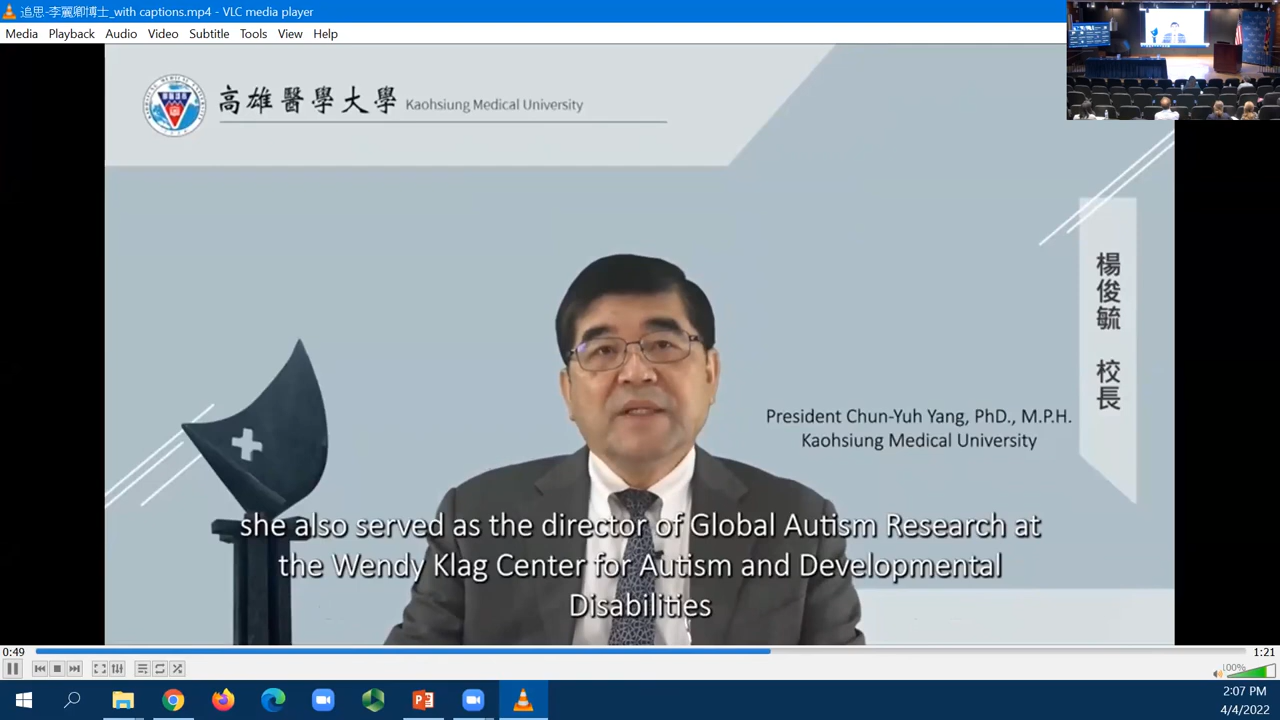 追思-李麗卿博士_with captions.mp4 - VLC media player
Media Playback Audio Video Subtitle Tools View Help
高雄醫學大學 Kaohsiung Medical University
楊俊毓 校長
President Chun-Yuh Yang, PhD., M.P.H.
Kaohsiung Medical University
she also served as the director of Global Autism Research at
the Wendy Klag Center for Autism and Developmental
Disabilities
0:49
1:21
100%
2:07 PM
4/4/2022